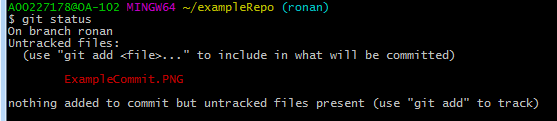 A00227178@OA-102 MINGW64 ~/exampleRepo (ronan)
$ git status
On branch ronan
Untracked files:
  (use "git add <file>..." to include in what will be committed)

        ExampleCommit.PNG

nothing added to commit but untracked files present (use "git add" to track)